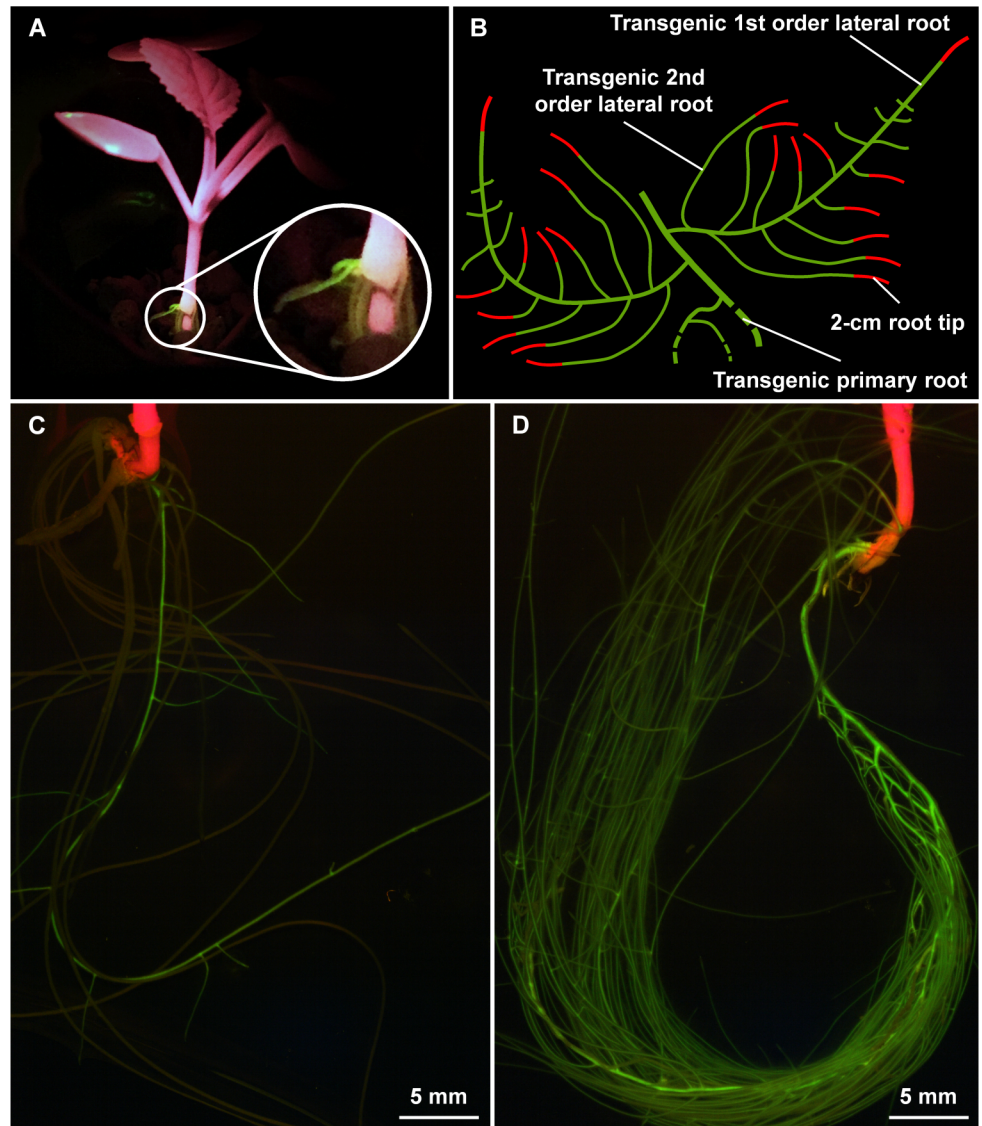 A
B
Transgenic 1st order lateral root
Transgenic 2nd
order lateral root
2-cm root tip
Transgenic primary root
C
D
5 mm
5 mm